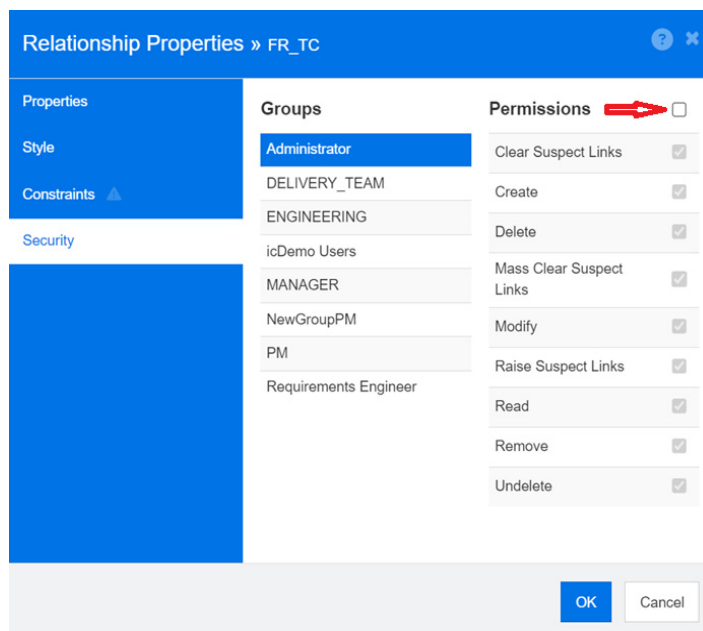 Relationship Properties » FR_TC
?
Properties
Style
Constraints
Security
Groups
Administrator
DELIVERY_TEAM
ENGINEERING
icDemo Users
MANAGER
NewGroupPM
PM
Requirements Engineer
Permissions
Clear Suspect Links
Create
Delete
Mass Clear Suspect
Links
Modify
Raise Suspect Links
Read
Remove
Undelete
OK
Cancel